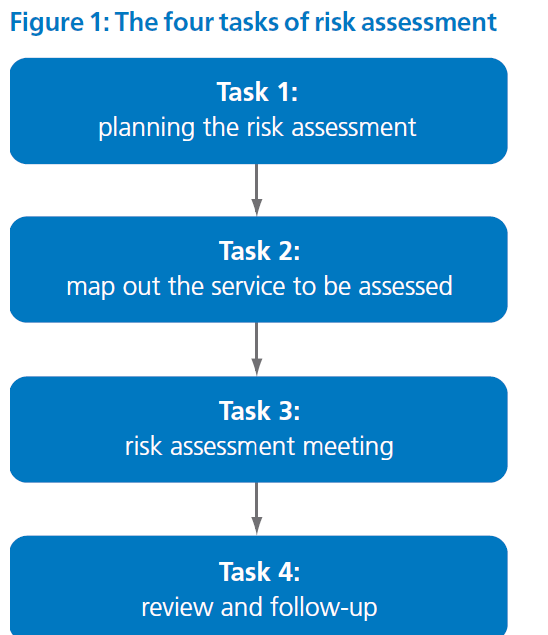 Figure 1: The four tasks of risk assessment
Task 1:
planning the risk assessment
Task 2:
map out the service to be assessed
Task 3:
risk assessment meeting
Task 4:
review and follow-up